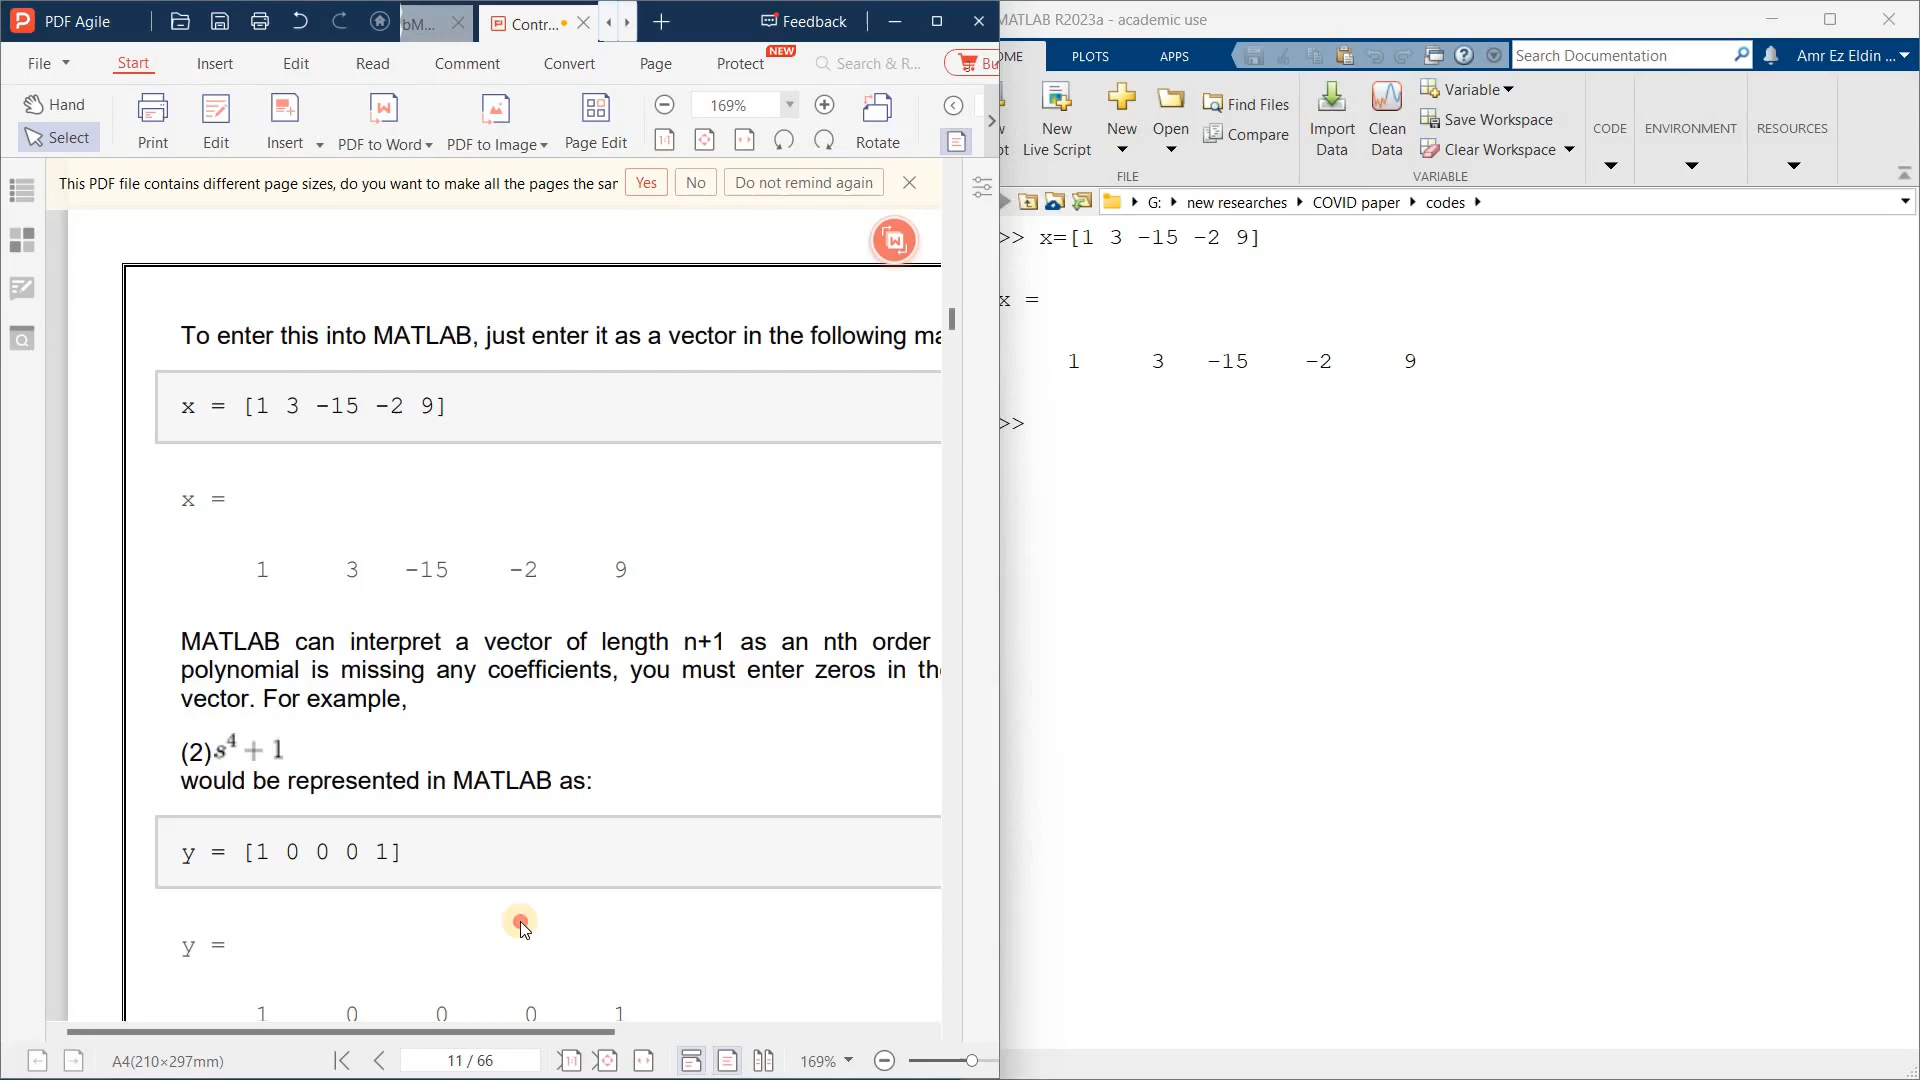 PDF Agile
bM...
Contr...
Feedback
File
Start
Insert
Edit
Read
Comment
Convert
Page
Protect
NEW
Search & R...
Bu
Hand
Select
Print
Edit
Insert
PDF to Word
PDF to Image
Page Edit
169%
Rotate
This PDF file contains different page sizes, do you want to make all the pages the sar
Yes
No
Do not remind again
To enter this into MATLAB, just enter it as a vector in the following ma
x = [1 3 -15 -2 9]
x =
1 3 -15 -2 9
MATLAB can interpret a vector of length n+1 as an nth order
polynomial is missing any coefficients, you must enter zeros in the
vector. For example,
(2)s⁴ + 1
would be represented in MATLAB as:
y = [1 0 0 0 1]
y =
1 0 0 0 1
A4(210×297mm)
11 / 66
169%
MATLAB R2023a - academic use
OME
PLOTS
APPS
Search Documentation
Amr Ez Eldin ...
w
pt
New
Live Script
New
Open
Find Files
Compare
Import
Data
Clean
Data
Variable
Save Workspace
Clear Workspace
CODE
ENVIRONMENT
RESOURCES
FILE
VARIABLE
G:
new researches
COVID paper
codes
>> x=[1 3 -15 -2 9]
x =
1 3 -15 -2 9
>>